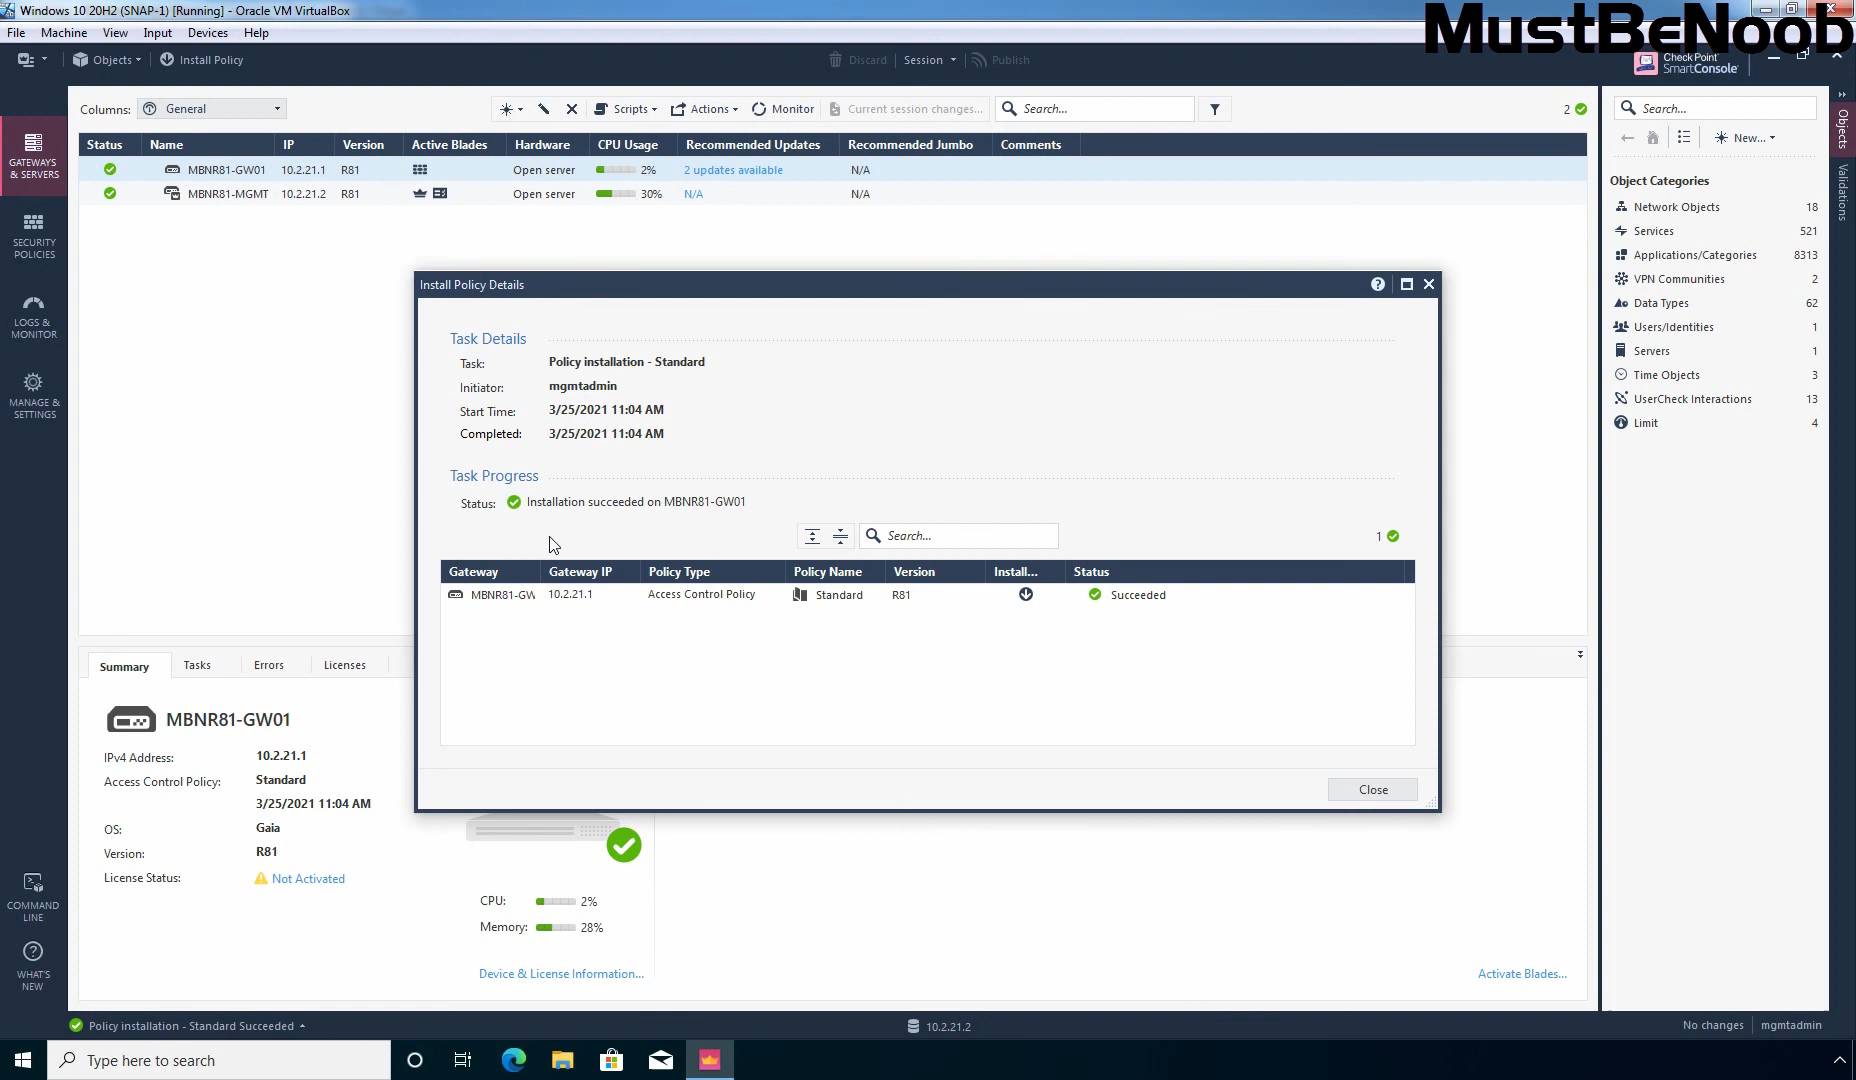 Windows 10 20H2 (SNAP-1) [Running] - Oracle VM VirtualBox
MustBeNoob
File Machine View Input Devices Help
Objects Install Policy Discard Session Publish
Check Point
SmartConsole
Columns: General Scripts Actions Monitor Current session changes... Search... 2
Status Name IP Version Active Blades Hardware CPU Usage Recommended Updates Recommended Jumbo Comments
MBNR81-GW01 10.2.21.1 R81 Open server 2% 2 updates available N/A
MBNR81-MGMT 10.2.21.2 R81 Open server 30% N/A N/A
GATEWAYS
& SERVERS
SECURITY
POLICIES
LOGS &
MONITOR
MANAGE &
SETTINGS
COMMAND
LINE
WHAT'S
NEW
Install Policy Details
Task Details
Task: Policy installation - Standard
Initiator: mgmtadmin
Start Time: 3/25/2021 11:04 AM
Completed: 3/25/2021 11:04 AM
Task Progress
Status: Installation succeeded on MBNR81-GW01
Search... 1
Gateway Gateway IP Policy Type Policy Name Version Install... Status
MBNR81-GW 10.2.21.1 Access Control Policy Standard R81 Succeeded
Close
Summary Tasks Errors Licenses
MBNR81-GW01
IPv4 Address: 10.2.21.1
Access Control Policy: Standard
3/25/2021 11:04 AM
OS: Gaia
Version: R81
License Status: Not Activated
CPU: 2%
Memory: 28%
Device & License Information...
Activate Blades...
Search...
New...
Object Categories
Network Objects 18
Services 521
Applications/Categories 8313
VPN Communities 2
Data Types 62
Users/Identities 1
Servers 1
Time Objects 3
UserCheck Interactions 13
Limit 4
Objects
Validations
Policy installation - Standard Succeeded 10.2.21.2 No changes mgmtadmin
Type here to search